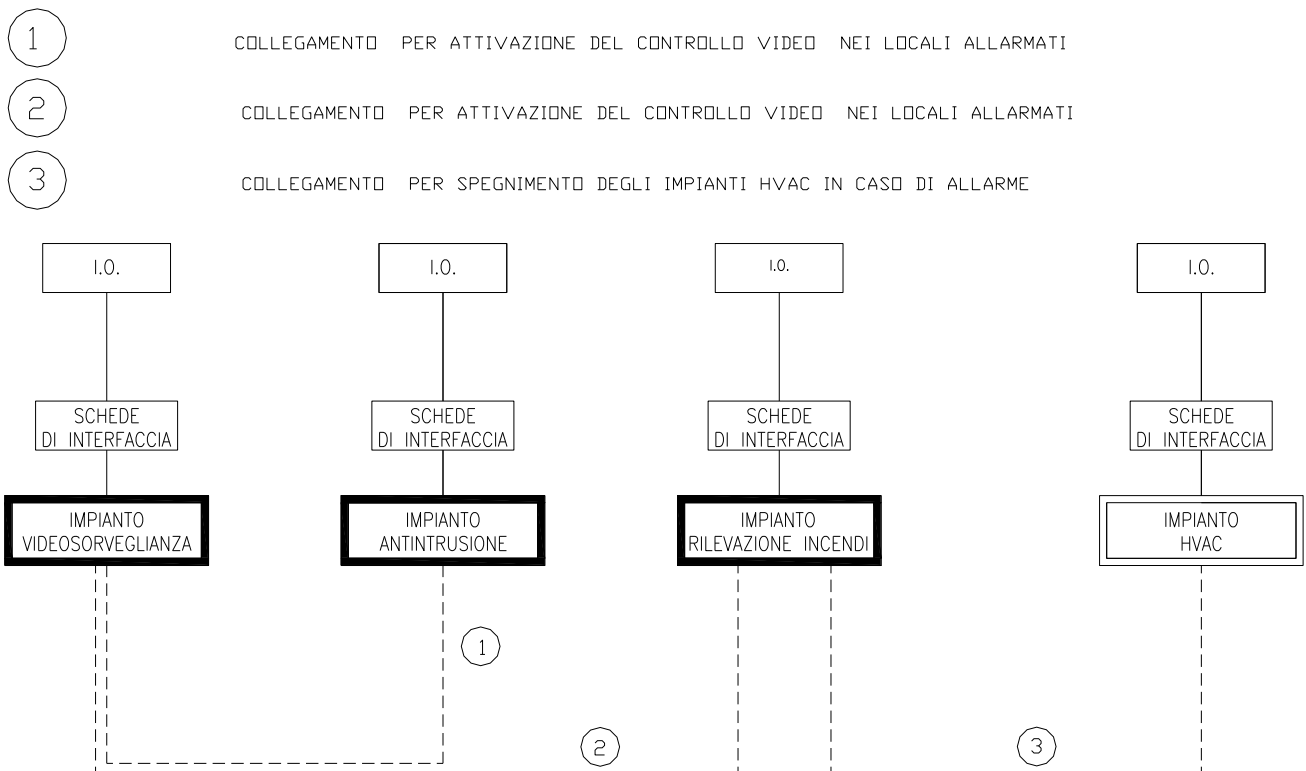 1 COLLEGAMENTO PER ATTIVAZIONE DEL CONTROLLO VIDEO NEI LOCALI ALLARMATI
2 COLLEGAMENTO PER ATTIVAZIONE DEL CONTROLLO VIDEO NEI LOCALI ALLARMATI
3 COLLEGAMENTO PER SPEGNIMENTO DEGLI IMPIANTI HVAC IN CASO DI ALLARME
I.O.
I.O.
I.O.
I.O.
SCHEDE
DI INTERFACCIA
SCHEDE
DI INTERFACCIA
SCHEDE
DI INTERFACCIA
SCHEDE
DI INTERFACCIA
IMPIANTO
VIDEOSORVEGLIANZA
IMPIANTO
ANTINTRUSIONE
IMPIANTO
RILEVAZIONE INCENDI
IMPIANTO
HVAC
1
2
3